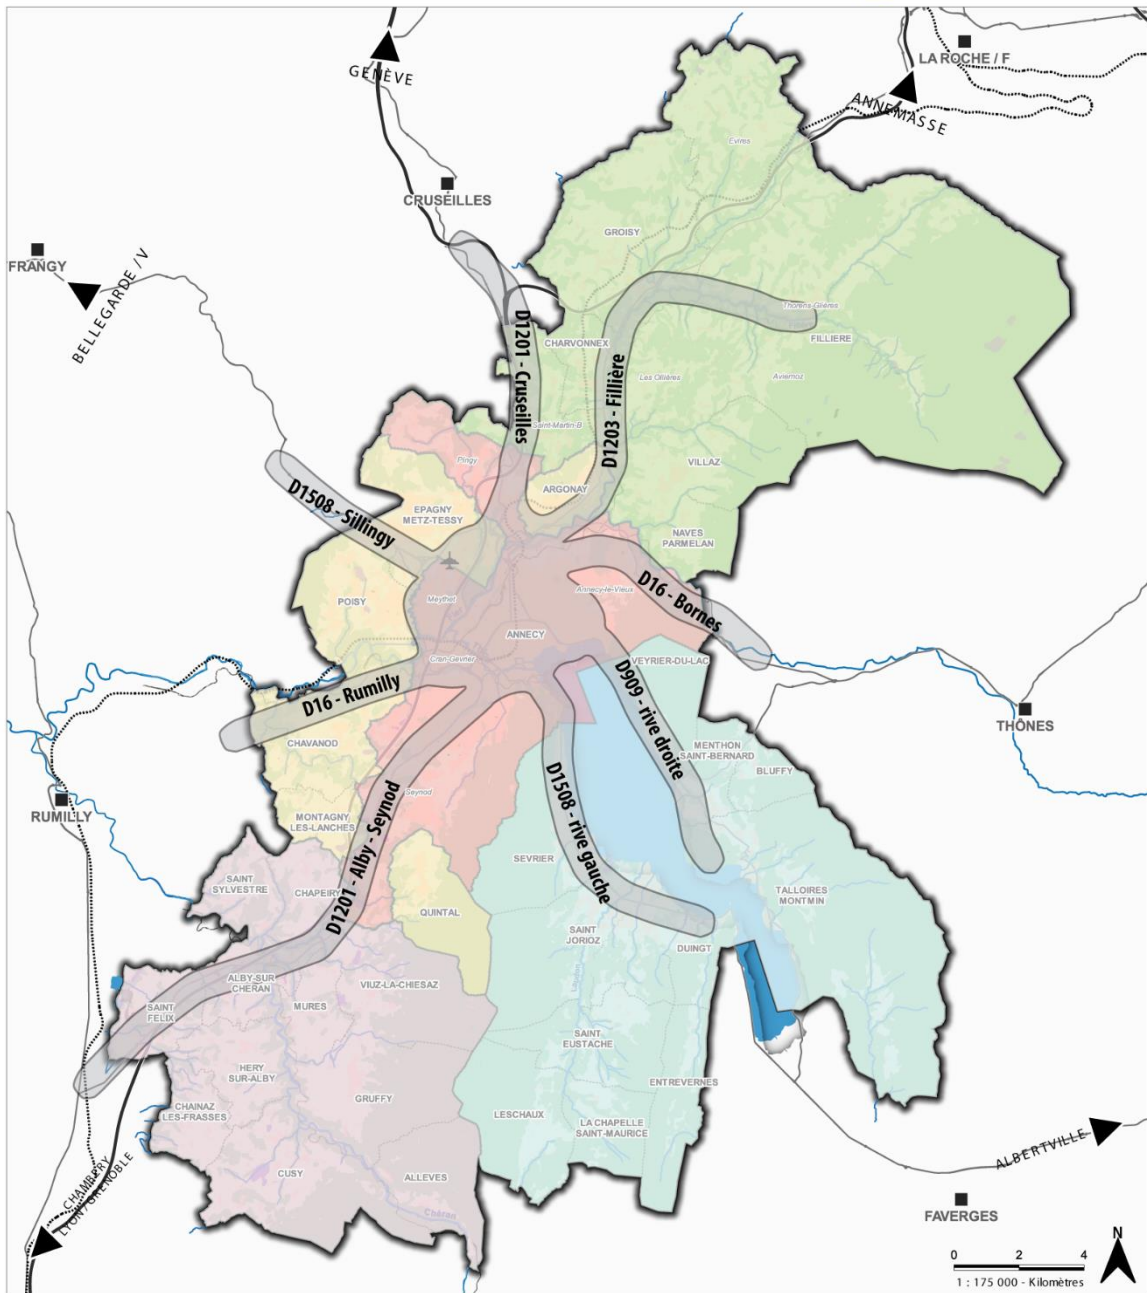 LA ROCHE / F
GENÈVE
ANNEMASSE
Evires
CRUSEILLES
GROISY
FRANGY
BELLEGARDE / V
Thorens-Glières
FILLIERE
D1201 - Cruseilles
CHARVONNEX
D1203 - Fillière
Les Ollières
Aviernoz
Saint-Martin-B
Pringy
VILLAZ
ARGONAY
D1508 - Sillingy
EPAGNY
METZ-TESSY
NAVES
PARMELAN
POISY
Meythet
Annecy-le-Vieux
D16 - Bornes
ANNECY
Cran-Gevrier
VEYRIER-DU-LAC
D16 - Rumilly
D909 - rive droite
THÔNES
CHAVANOD
MENTHON
SAINT-BERNARD
BLUFFY
Seynod
RUMILLY
MONTAGNY
LES-LANCHES
D1508 - rive gauche
SEVRIER
SAINT
SYLVESTRE
CHAPEIRY
D1201 - Alby - Seynod
QUINTAL
TALLOIRES
MONTMIN
SAINT
JORIOZ
DUINGT
Laudon
ALBY-SUR
CHERAN
VIUZ-LA-CHIESAZ
SAINT
FELIX
MURES
SAINT
EUSTACHE
HERY
SUR-ALBY
ENTREVERNES
GRUFFY
CHAINAZ
LES-FRASSES
LESCHAUX
LA CHAPELLE
SAINT-MAURICE
CUSY
ALLEVES
Chéran
CHAMBÉRY
LYON / GRENOBLE
ALBERTVILLE
FAVERGES
N
0 2 4
1 : 175 000 - Kilomètres